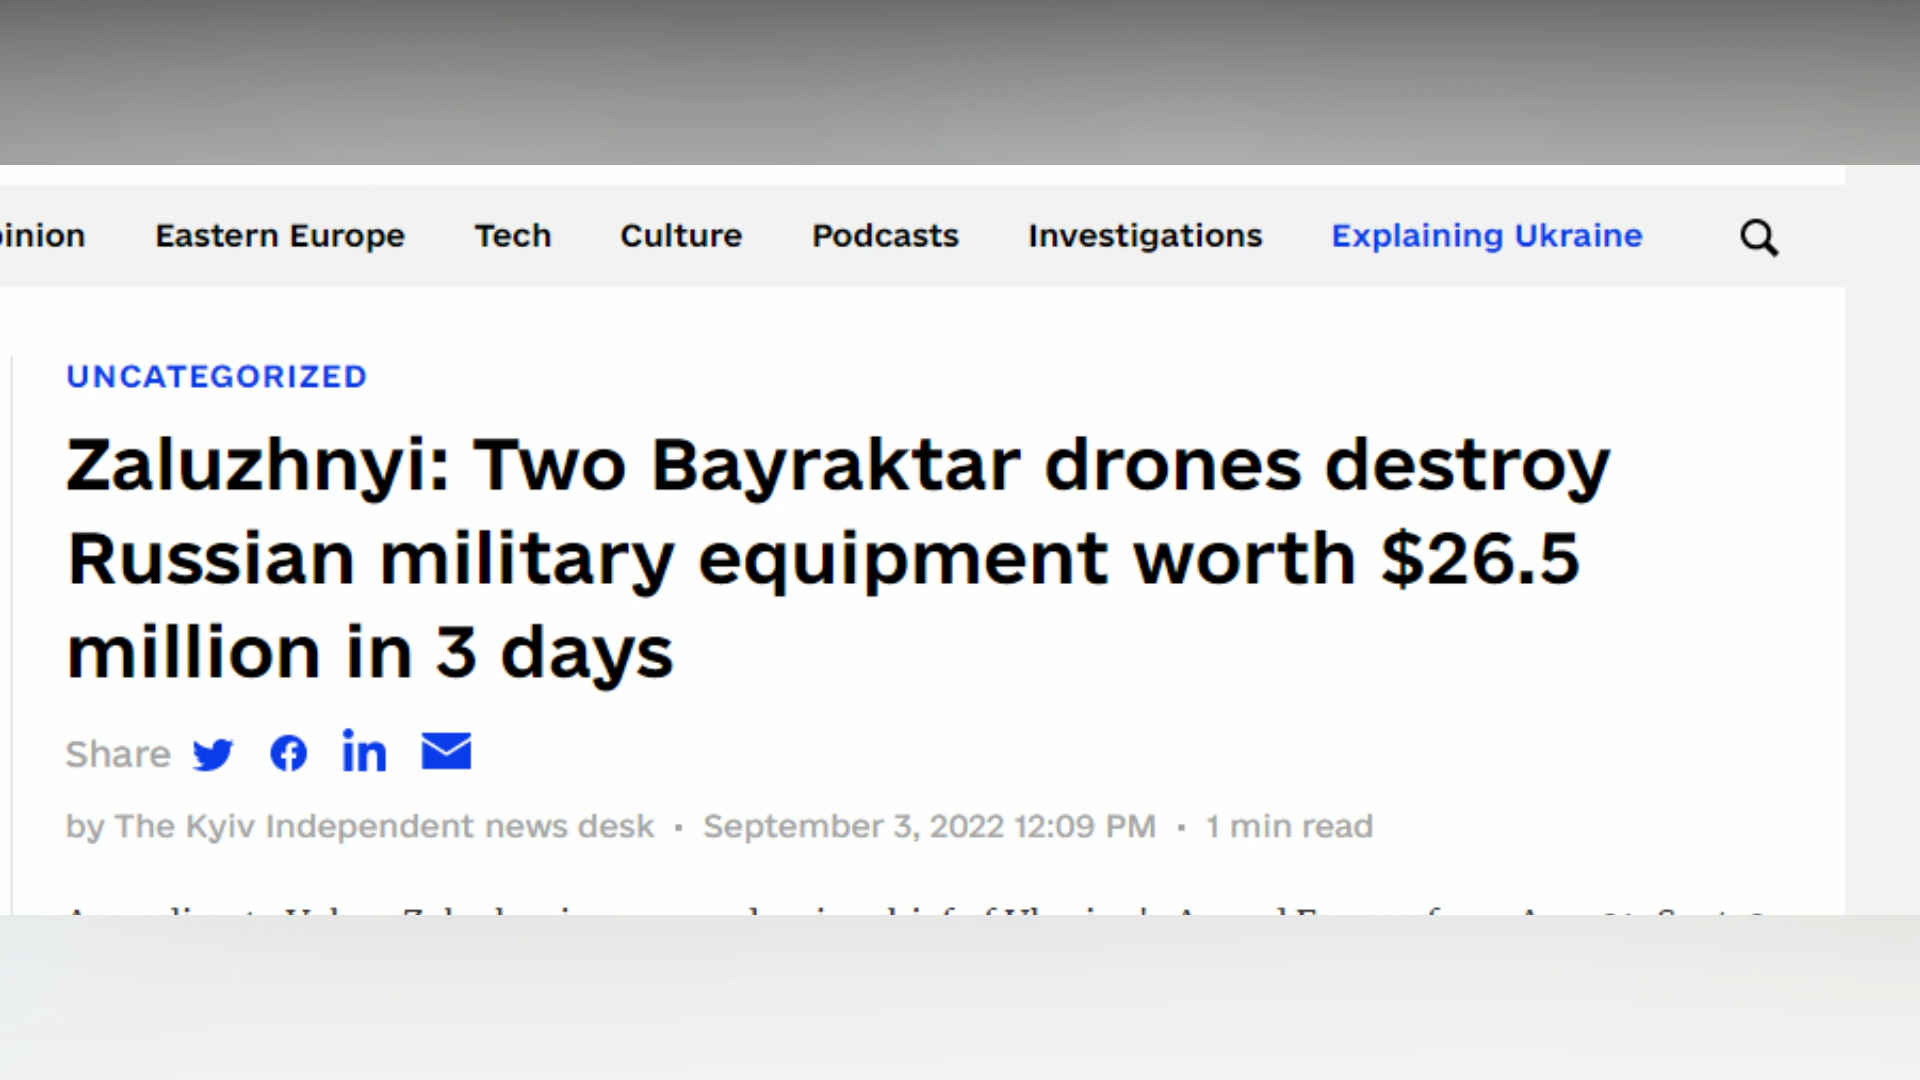 inion Eastern Europe Tech Culture Podcasts Investigations Explaining Ukraine
UNCATEGORIZED
Zaluzhnyi: Two Bayraktar drones destroy
Russian military equipment worth $26.5
million in 3 days
Share
by The Kyiv Independent news desk · September 3, 2022 12:09 PM · 1 min read